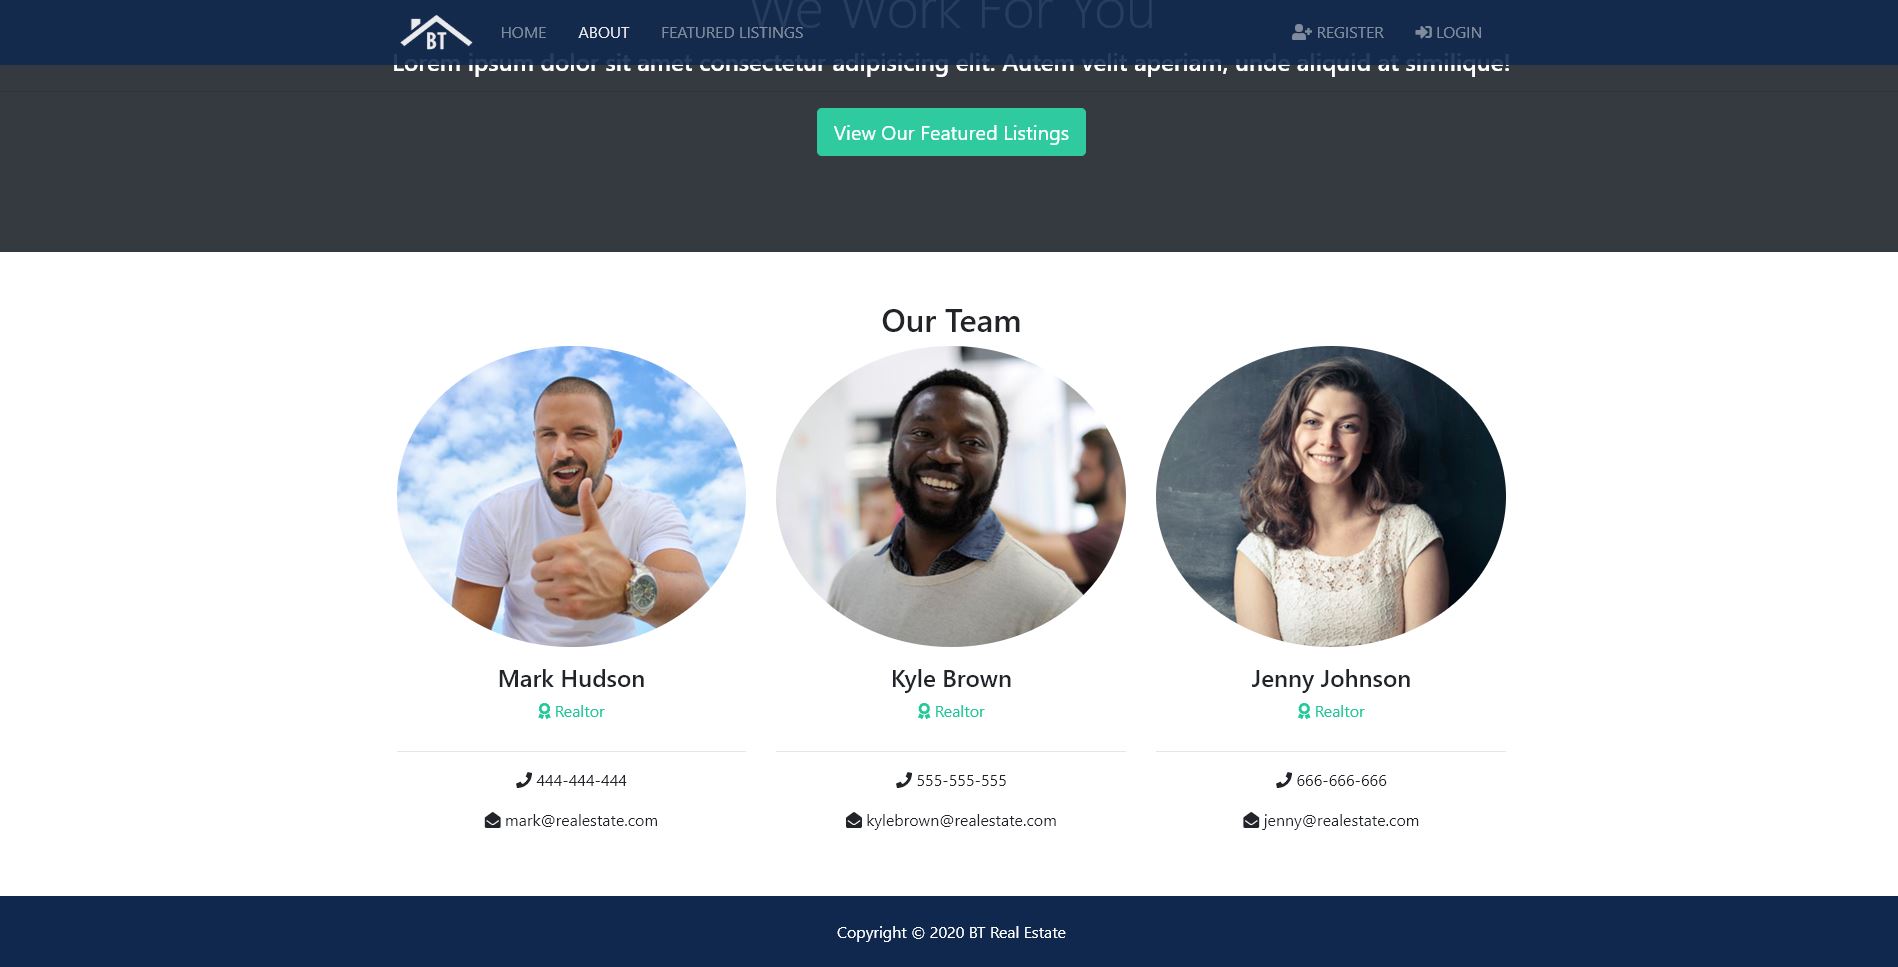 We Work For You
BT
HOME
ABOUT
FEATURED LISTINGS
REGISTER
LOGIN
Lorem ipsum dolor sit amet consectetur adipisicing elit. Autem velit aperiam, unde aliquid at similique!
View Our Featured Listings
Our Team
Mark Hudson
Kyle Brown
Jenny Johnson
Realtor
Realtor
Realtor
444-444-444
555-555-555
666-666-666
mark@realestate.com
kylebrown@realestate.com
jenny@realestate.com
Copyright © 2020 BT Real Estate